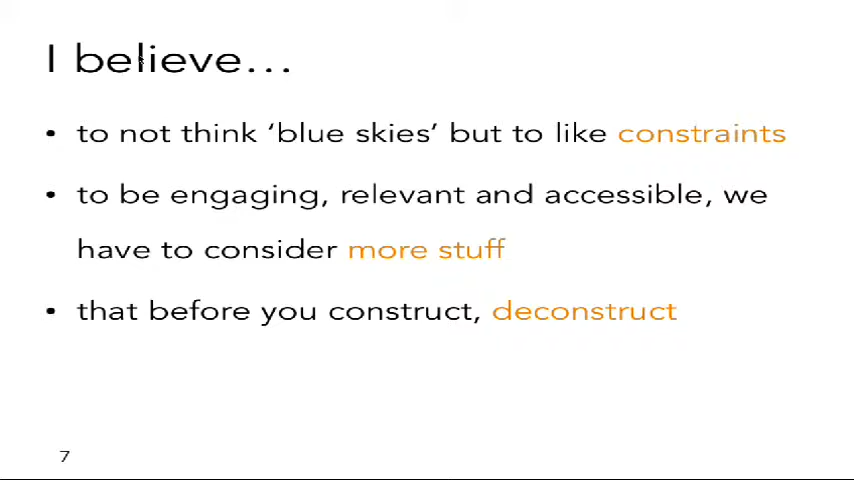 I believe...
• to not think ‘blue skies’ but to like constraints
• to be engaging, relevant and accessible, we
have to consider more stuff
• that before you construct, deconstruct
7